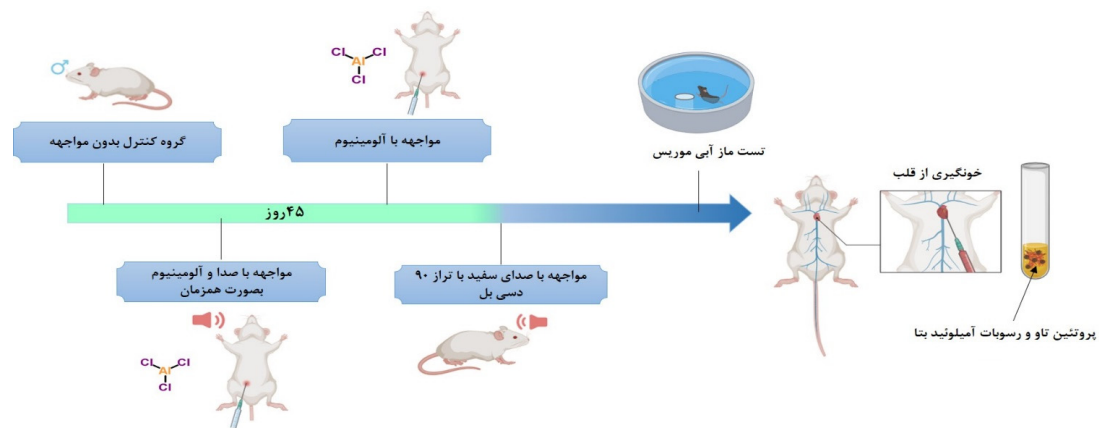 گروه کنترل بدون مواجهه
Cl
Cl
Al
Cl
مواجهه با آلومینیوم
تست ماز آبی موریس
۴۵روز
مواجهه با صدا و آلومینیوم
بصورت همزمان
Cl
Cl
Al
Cl
مواجهه با صدای سفید با تراز ۹۰
دسی بل
خونگیری از قلب
پروتئین تاو و رسوبات آمیلوئید بتا